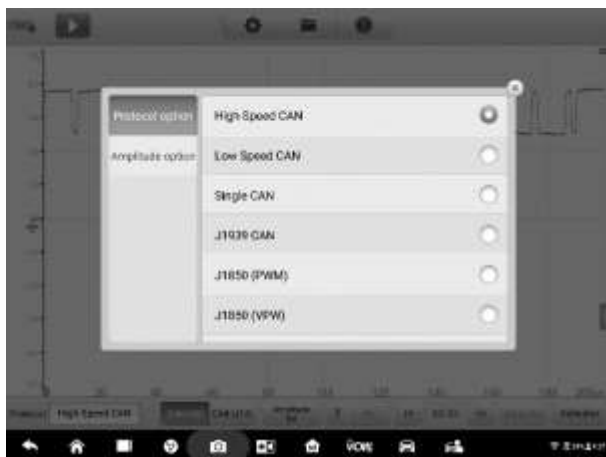 Protocol option
Amplitude option
High Speed CAN
Low Speed CAN
Single CAN
J1939 CAN
J1850 (PWM)
J1850 (VPW)
High Speed CAN